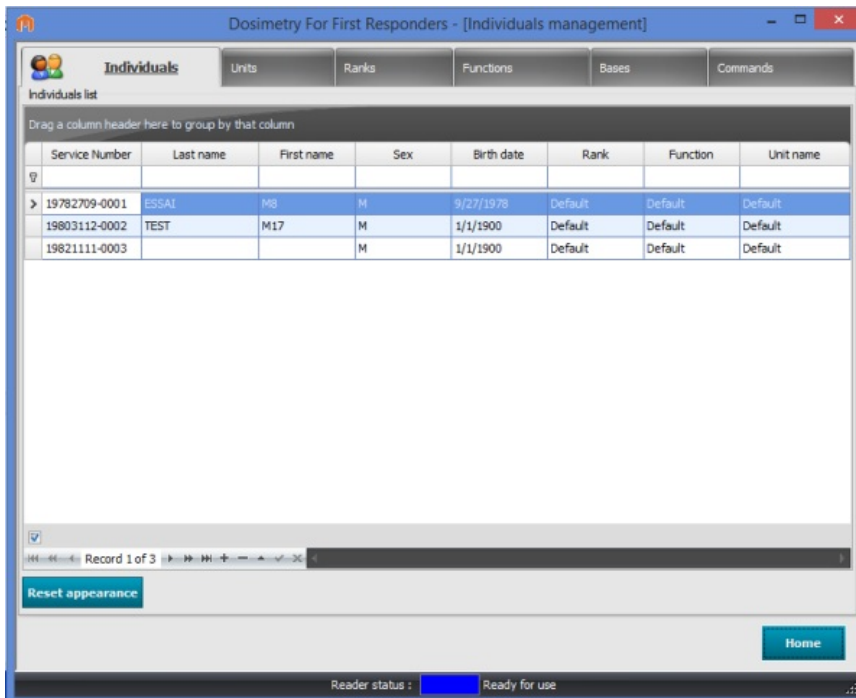 Dosimetry For First Responders - [Individuals management]
Individuals Units Ranks Functions Bases Commands
Individuals list
Drag a column header here to group by that column
Service Number Last name First name Sex Birth date Rank Function Unit name
19782709-0001 ESSAI M8 M 9/27/1978 Default Default Default
19803112-0002 TEST M17 M 1/1/1900 Default Default Default
19821111-0003 M 1/1/1900 Default Default Default
Record 1 of 3
Reset appearance
Home
Reader status : Ready for use